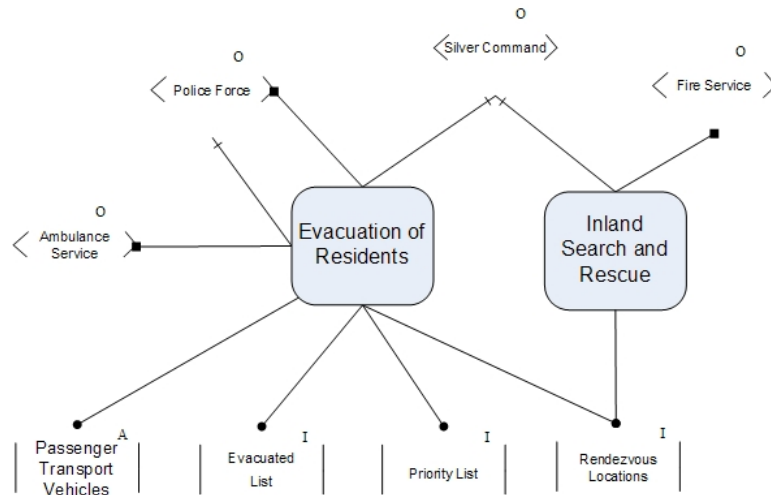 O
Silver Command
O
Police Force
O
Fire Service
O
Ambulance
Service
Evacuation of
Residents
Inland
Search and
Rescue
A
Passenger
Transport
Vehicles
I
Evacuated
List
I
Priority List
I
Rendezvous
Locations